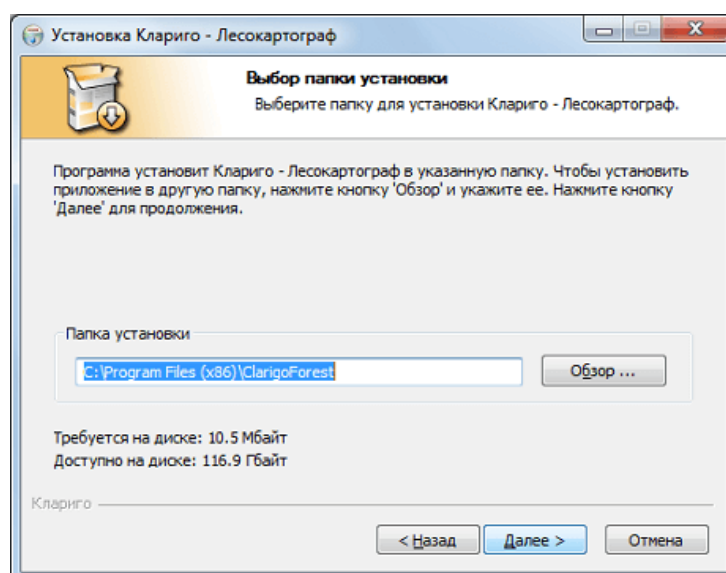 Установка Клариго - Лесокартограф
Выбор папки установки
Выберите папку для установки Клариго - Лесокартограф.
Программа установит Клариго - Лесокартограф в указанную папку. Чтобы установить
приложение в другую папку, нажмите кнопку 'Обзор' и укажите ее. Нажмите кнопку
'Далее' для продолжения.
Папка установки
C:\Program Files (x86)\ClarigoForest
Обзор ...
Требуется на диске: 10.5 Мбайт
Доступно на диске: 116.9 Гбайт
Клариго
< Назад Далее > Отмена